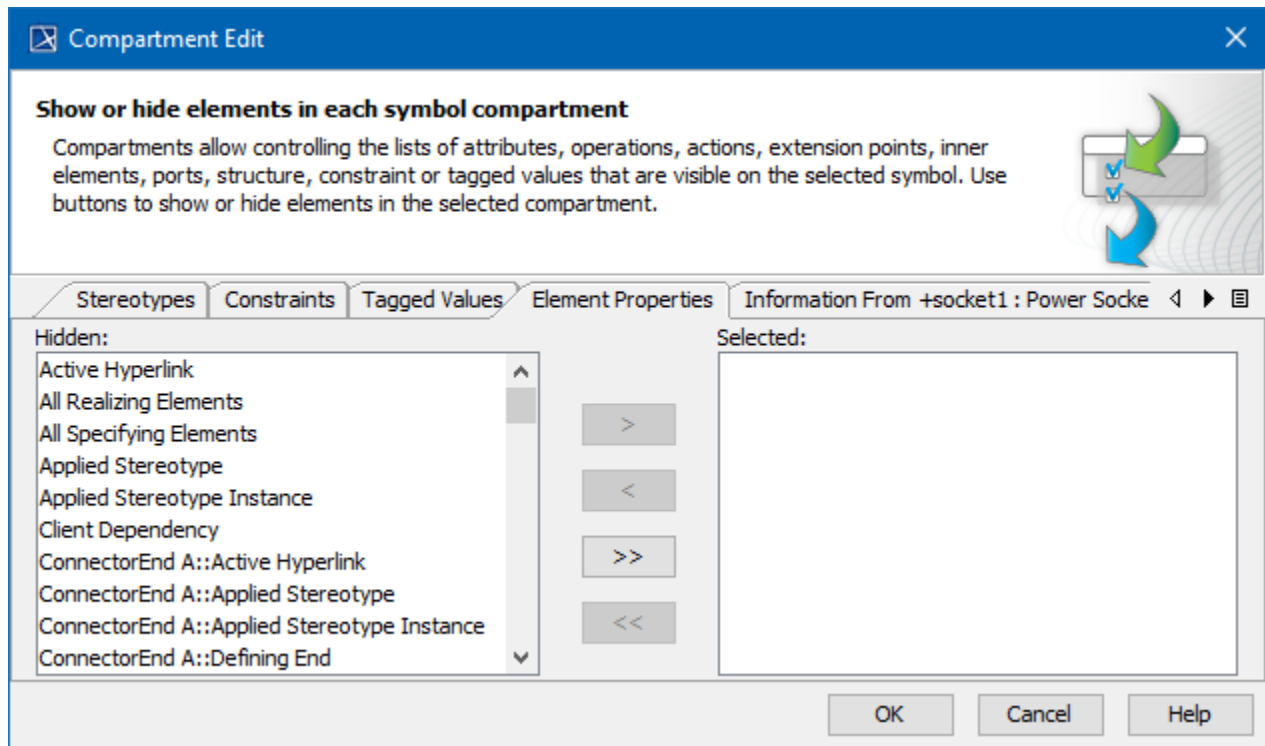 Compartment Edit
Show or hide elements in each symbol compartment
Compartments allow controlling the lists of attributes, operations, actions, extension points, inner
elements, ports, structure, constraint or tagged values that are visible on the selected symbol. Use
buttons to show or hide elements in the selected compartment.
Stereotypes Constraints Tagged Values Element Properties Information From +socket1 : Power Socke
Hidden: Selected:
Active Hyperlink
All Realizing Elements
All Specifying Elements
Applied Stereotype
Applied Stereotype Instance
Client Dependency
ConnectorEnd A::Active Hyperlink
ConnectorEnd A::Applied Stereotype
ConnectorEnd A::Applied Stereotype Instance
ConnectorEnd A::Defining End
>
<
>>
<<
OK Cancel Help